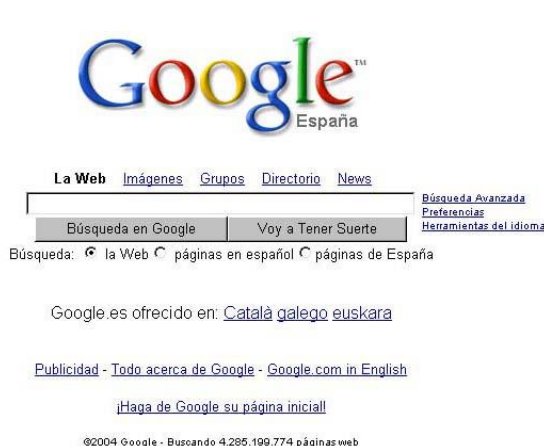 Google™
España
La Web Imágenes Grupos Directorio News
Búsqueda Avanzada
Preferencias
Herramientas del idioma
Búsqueda en Google Voy a Tener Suerte
Búsqueda: la Web páginas en español páginas de España
Google.es ofrecido en: Català galego euskara
Publicidad - Todo acerca de Google - Google.com in English
¡Haga de Google su página inicial!
©2004 Google - Buscando 4.285.199.774 páginas web